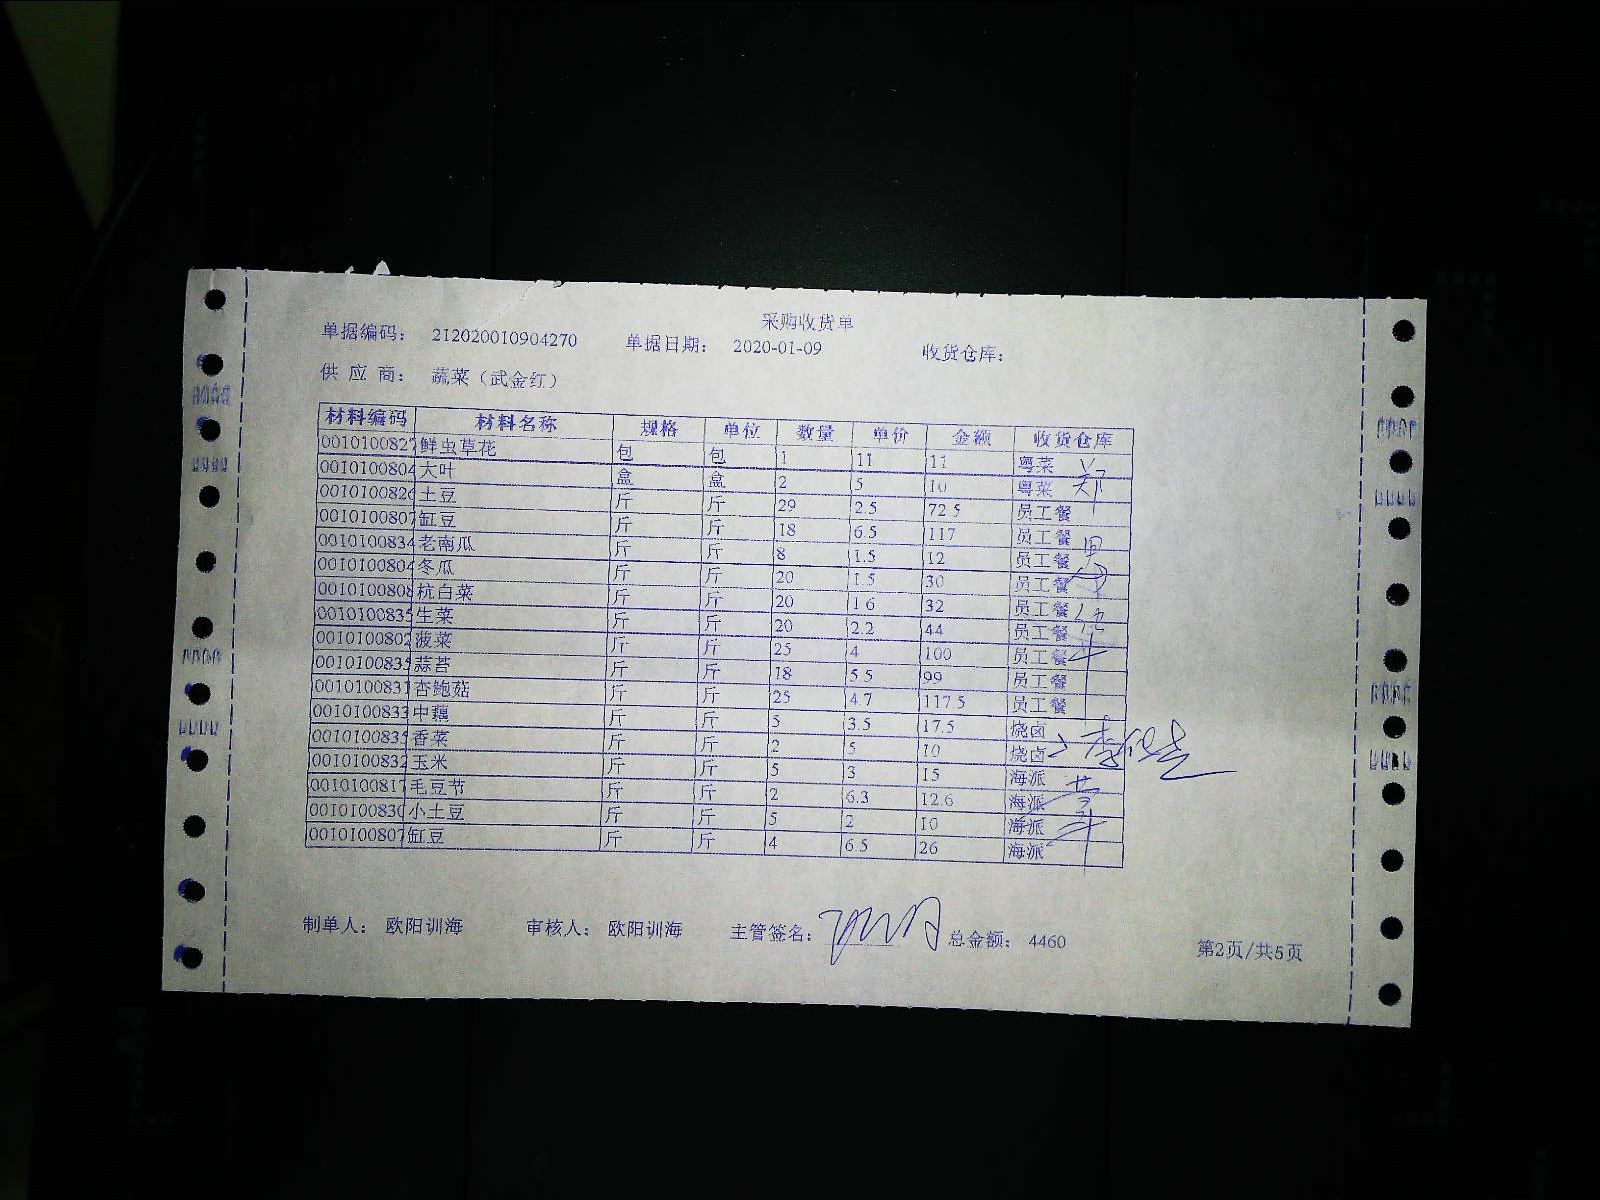 采购收货单
单据编码： 212020010904270 单据日期： 2020-01-09 收货仓库：
供 应 商： 蔬菜（武金红）
材料编码 材料名称 规格 单位 数量 单价 金额 收货仓库
0010100827 鲜虫草花 包 包 1 11 11 粤菜
0010100804 大叶 盒 盒 2 5 10 粤菜
0010100826 土豆 斤 斤 29 2.5 72.5 员工餐
0010100807 缸豆 斤 斤 18 6.5 117 员工餐
0010100834 老南瓜 斤 斤 8 1.5 12 员工餐
0010100804 冬瓜 斤 斤 20 1.5 30 员工餐
0010100808 杭白菜 斤 斤 20 1.6 32 员工餐
0010100835 生菜 斤 斤 20 2.2 44 员工餐
0010100802 菠菜 斤 斤 25 4 100 员工餐
0010100835 蒜苔 斤 斤 18 5.5 99 员工餐
0010100831 杏鲍菇 斤 斤 25 4.7 117.5 员工餐
0010100833 中藕 斤 斤 5 3.5 17.5 烧卤
0010100835 香菜 斤 斤 2 5 10 烧卤
0010100832 玉米 斤 斤 5 3 15 海派
0010100817 毛豆节 斤 斤 2 6.3 12.6 海派
0010100830 小土豆 斤 斤 5 2 10 海派
0010100807 缸豆 斤 斤 4 6.5 26 海派
制单人： 欧阳训海 审核人： 欧阳训海 主管签名： 总金额： 4460
第2页/共5页